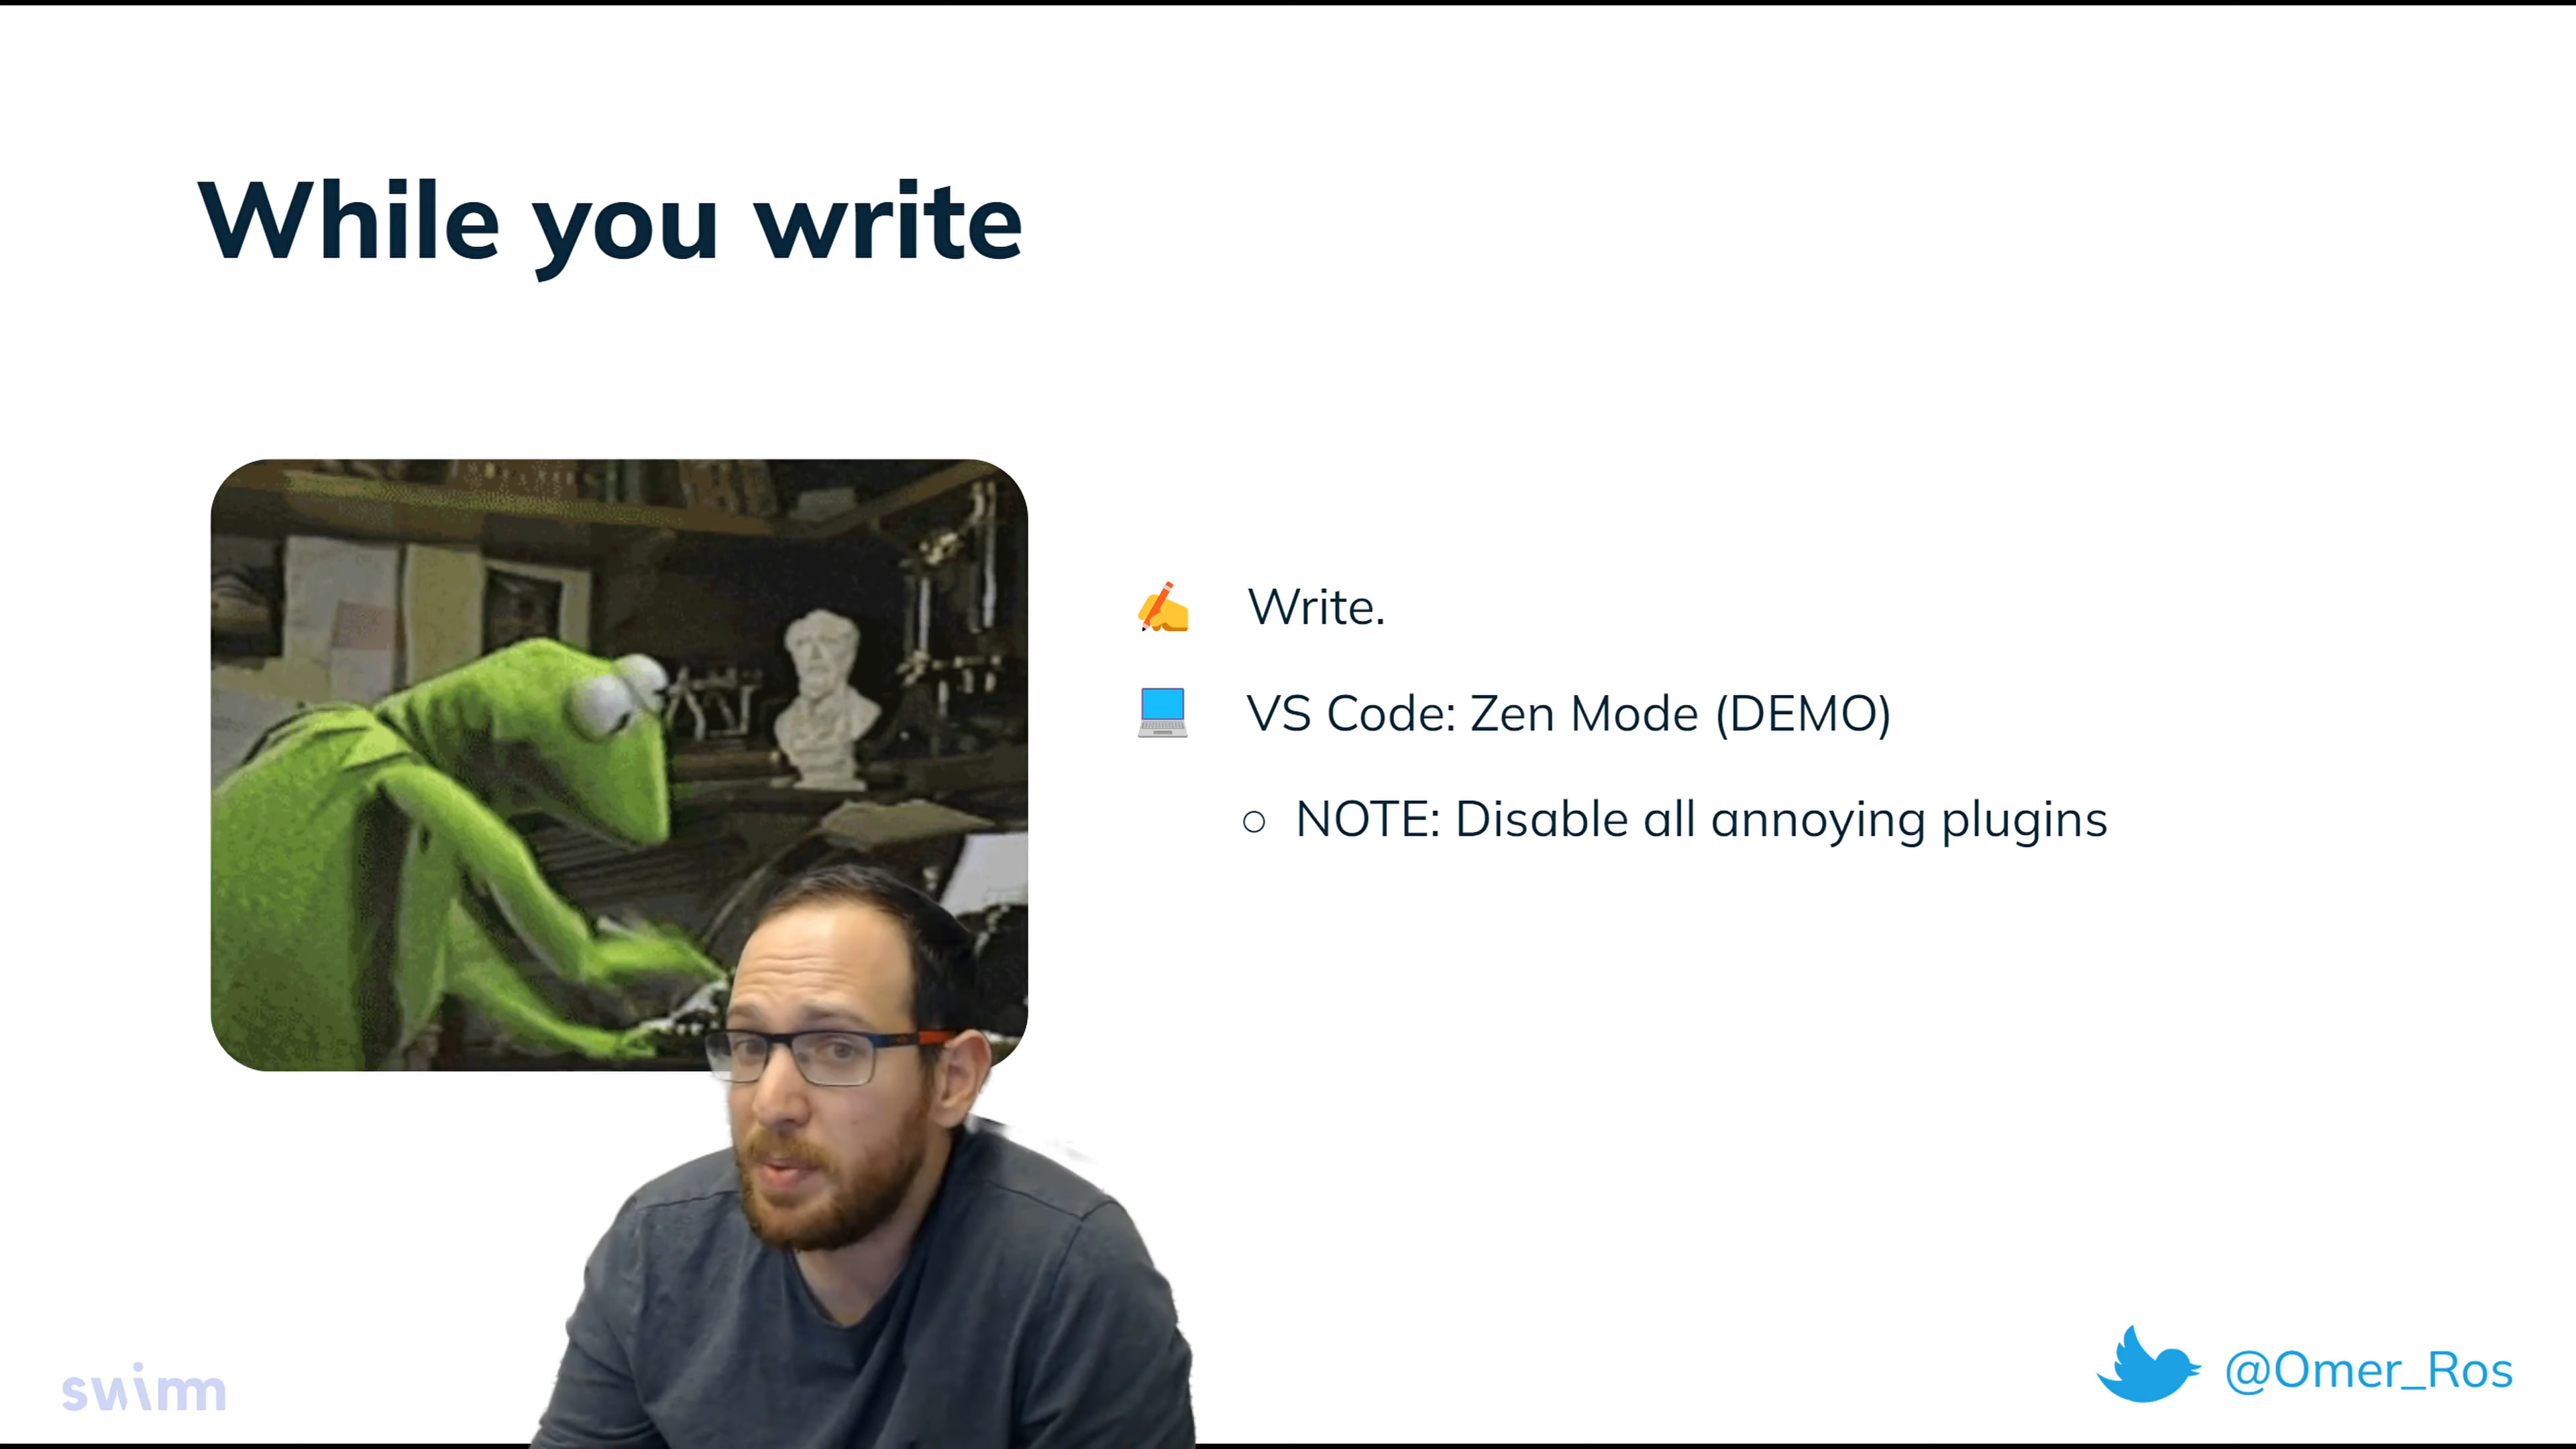 While you write
✍️ Write.
💻 VS Code: Zen Mode (DEMO)
○ NOTE: Disable all annoying plugins
swimm
@Omer_Ros